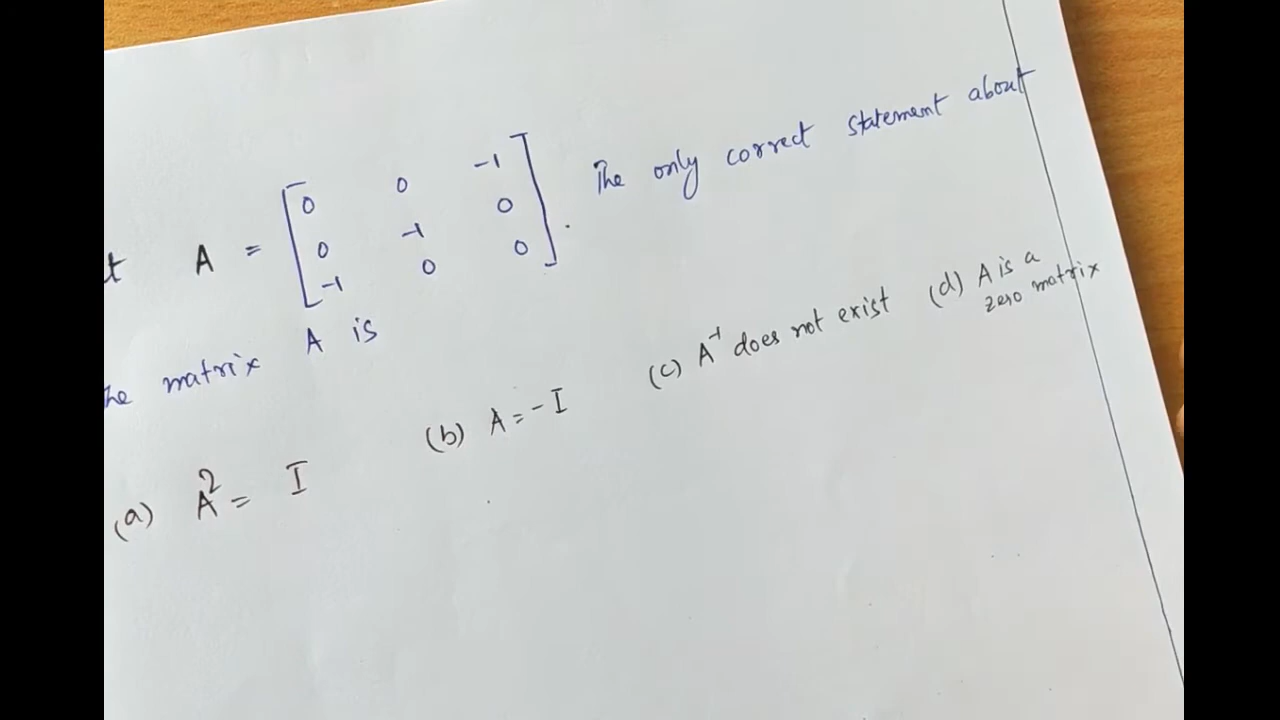 t A = [ 0 0 -1 The only correct statement about
0 -1 0
-1 0 0 ] .
he matrix A is
(a) A² = I (b) A = - I (c) A⁻¹ does not exist (d) A is a
zero matrix